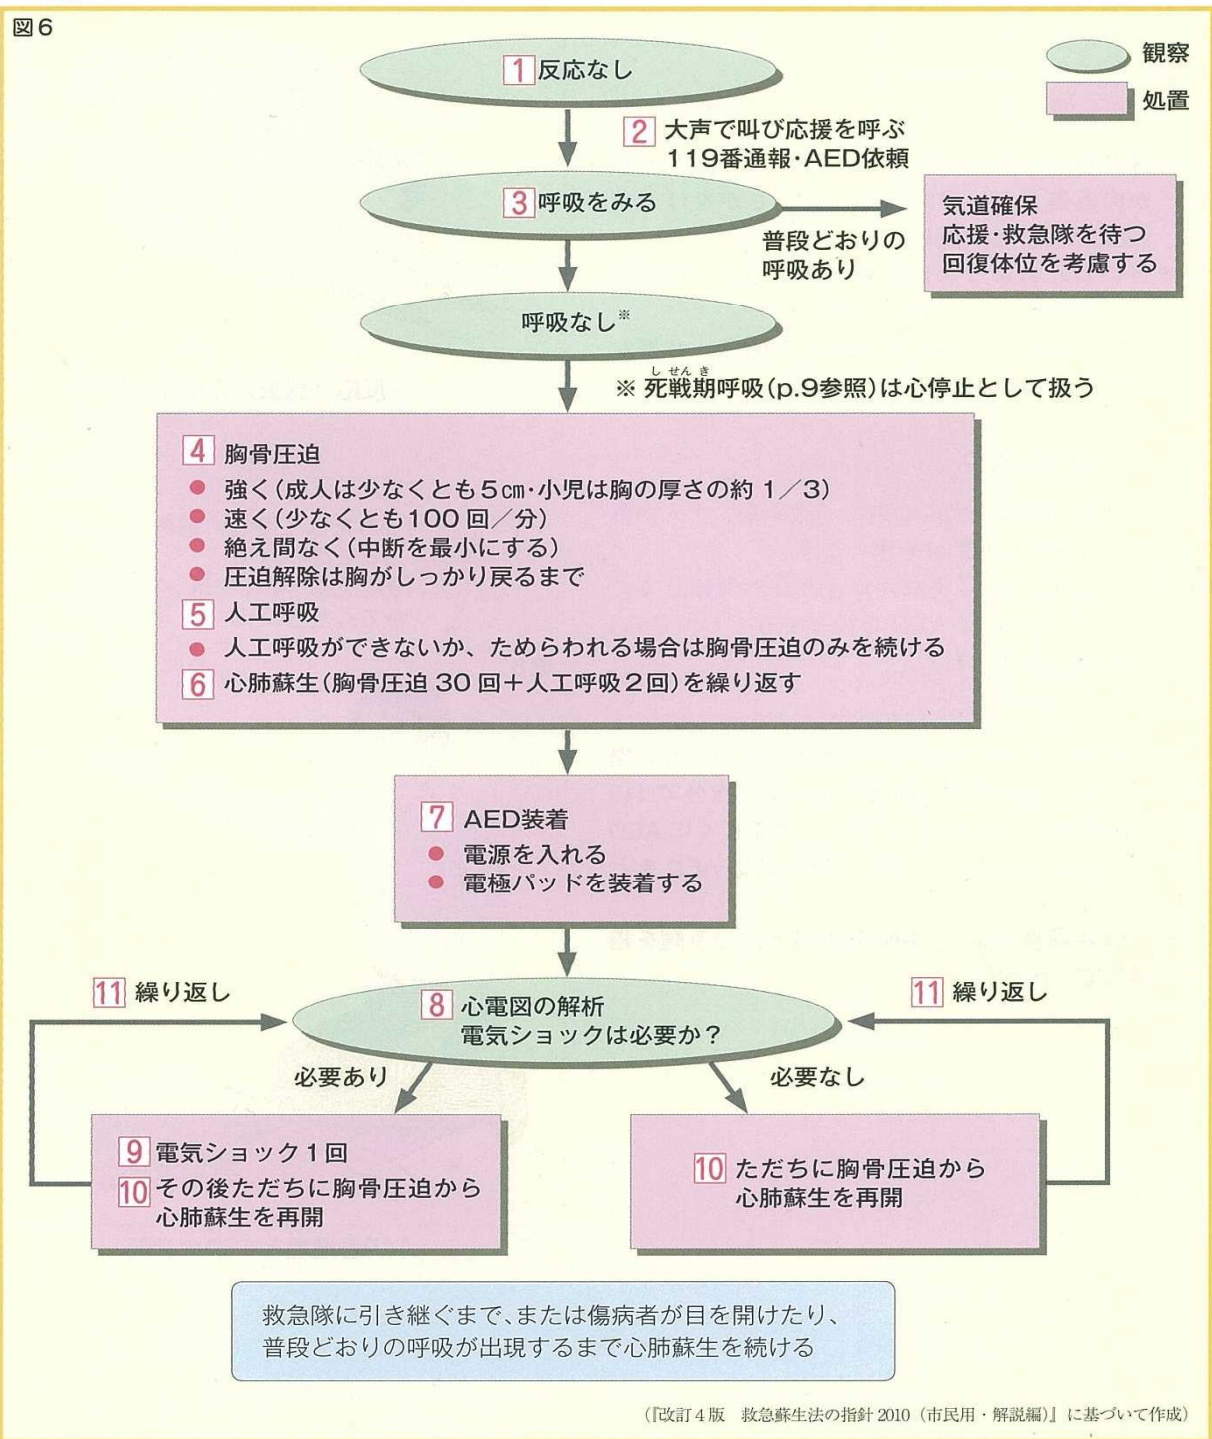 図6
観察
処置
1 反応なし
2 大声で叫び応援を呼ぶ
119番通報・AED依頼
3 呼吸をみる
普段どおりの
呼吸あり
気道確保
応援・救急隊を待つ
回復体位を考慮する
呼吸なし※
しせんき
※ 死戦期呼吸(p.9参照)は心停止として扱う
4 胸骨圧迫
● 強く(成人は少なくとも5㎝・小児は胸の厚さの約 1/3)
● 速く(少なくとも100 回/分)
● 絶え間なく(中断を最小にする)
● 圧迫解除は胸がしっかり戻るまで
5 人工呼吸
● 人工呼吸ができないか、ためらわれる場合は胸骨圧迫のみを続ける
6 心肺蘇生(胸骨圧迫 30 回+人工呼吸2回)を繰り返す
7 AED装着
● 電源を入れる
● 電極パッドを装着する
11 繰り返し
11 繰り返し
8 心電図の解析
電気ショックは必要か?
必要あり
必要なし
9 電気ショック1回
10 その後ただちに胸骨圧迫から
心肺蘇生を再開
10 ただちに胸骨圧迫から
心肺蘇生を再開
救急隊に引き継ぐまで、または傷病者が目を開けたり、
普段どおりの呼吸が出現するまで心肺蘇生を続ける
(『改訂4版 救急蘇生法の指針2010(市民用・解説編)』に基づいて作成)